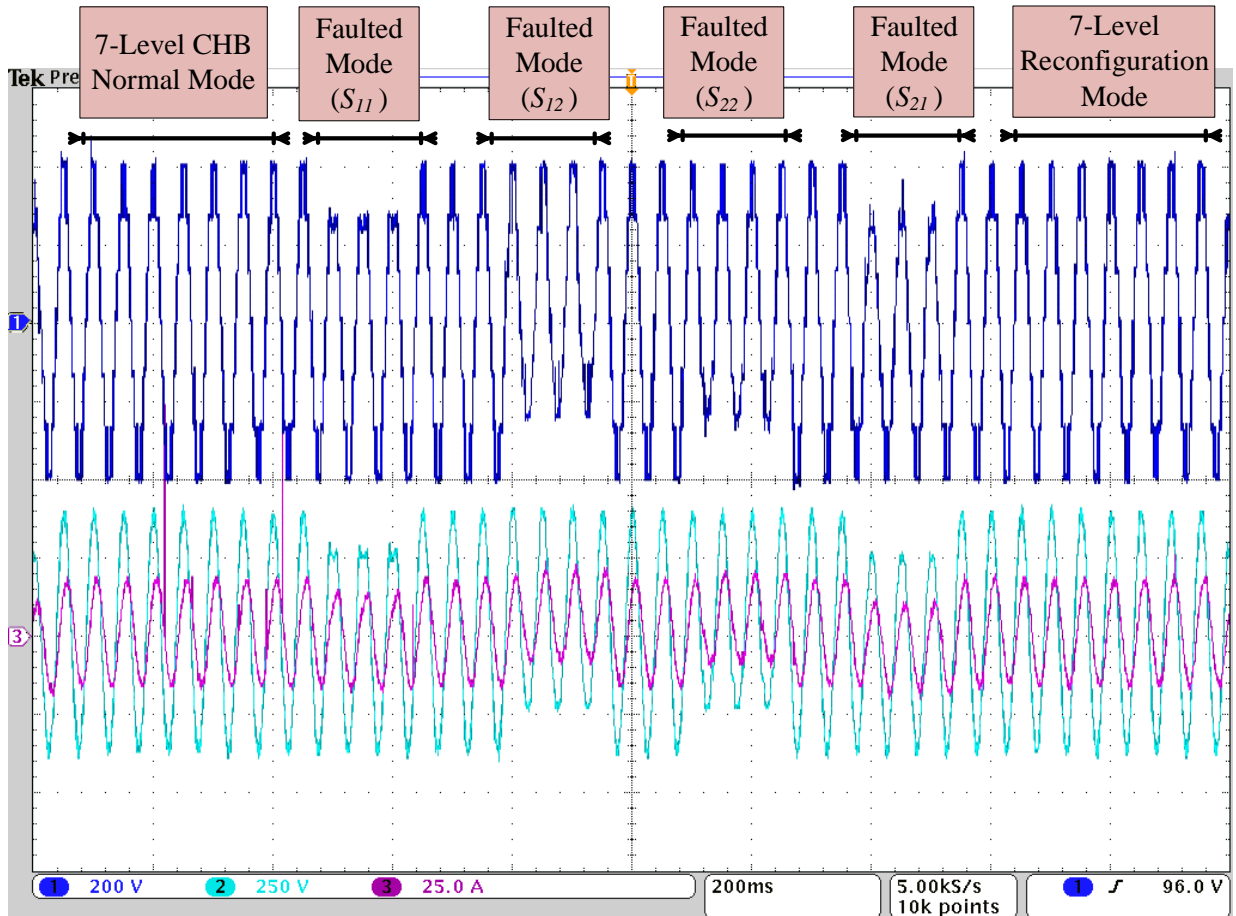 7-Level CHB
Normal Mode
Faulted
Mode
(S11)
Faulted
Mode
(S12)
Faulted
Mode
(S22)
Faulted
Mode
(S21)
7-Level
Reconfiguration
Mode
Tek Pre
T
1
3
1 200 V 2 250 V 3 25.0 A
200ms
5.00kS/s
10k points
1 96.0 V